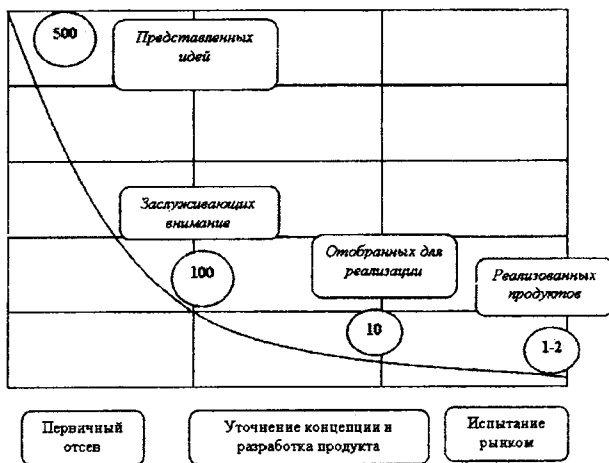 500
Представленных
идей
Заслуживающих
внимание
100
Отобранных для
реализации
10
Реализованных
продуктов
1-2
Первичный
отсев
Уточнение концепции и
разработка продукта
Испытание
рынком